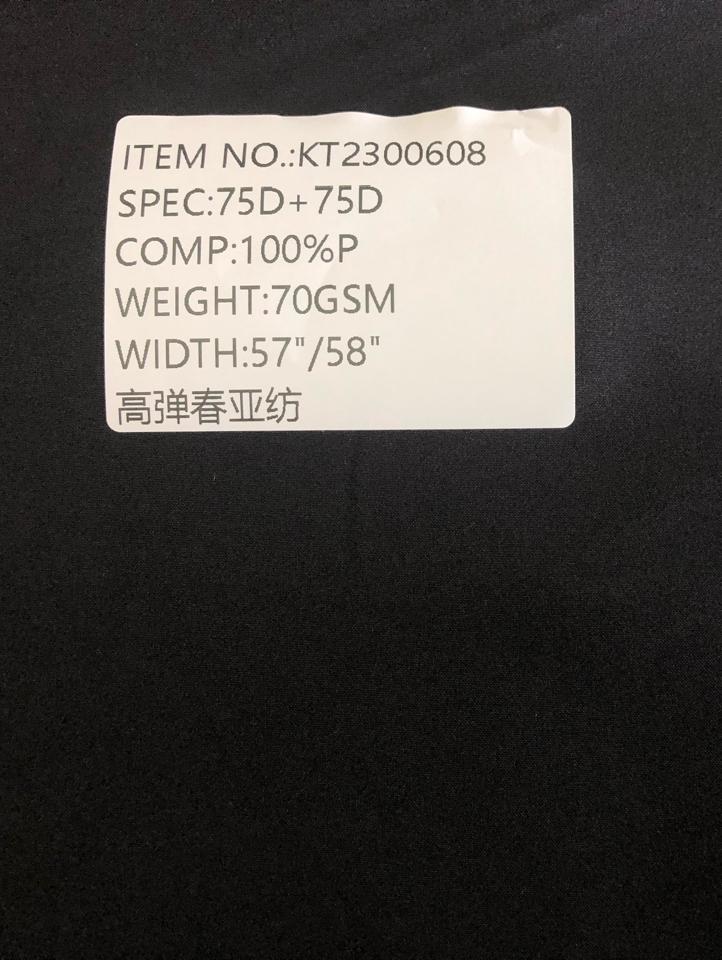 ITEM NO.:KT2300608
SPEC:75D+75D
COMP:100%P
WEIGHT:70GSM
WIDTH:57"/58"
高弹春亚纺